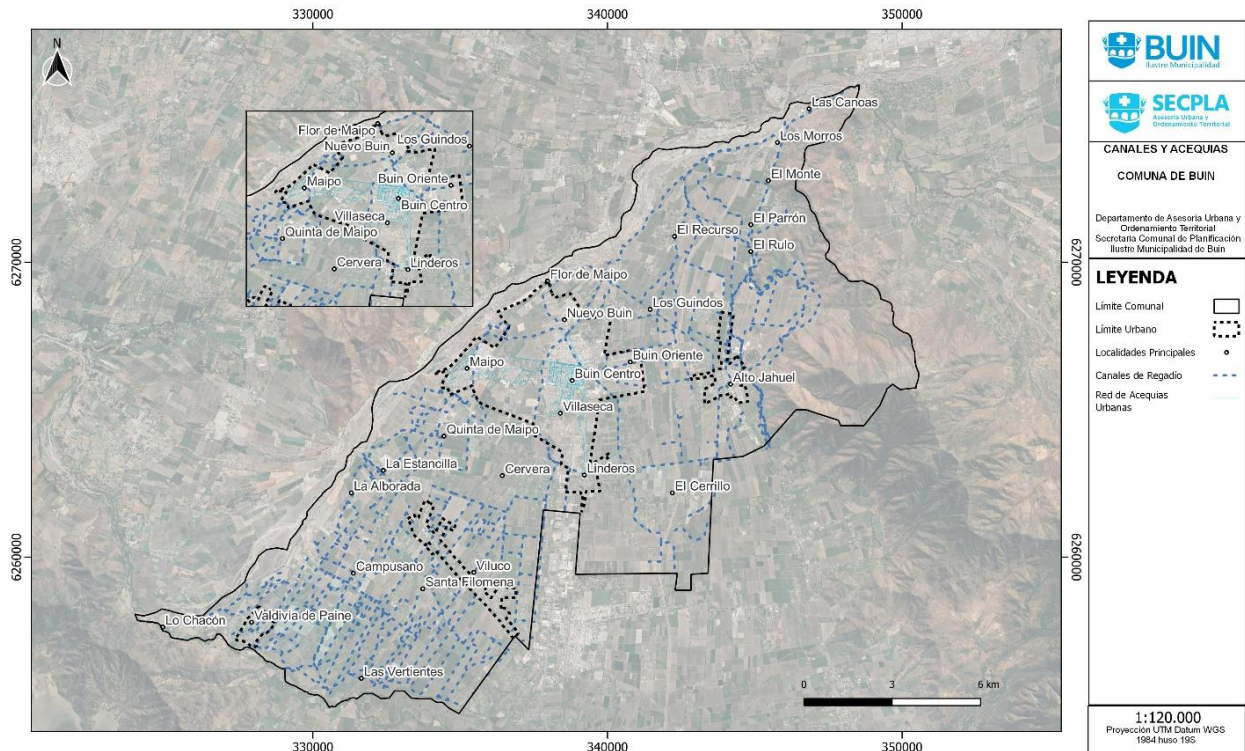 330000
340000
350000
N
Flor de Maipo
Nuevo Buin
Los Guindos
Maipo
Buin Oriente
Buin Centro
Villaseca
Quinta de Maipo
Cervera
Linderos
6270000
6260000
Las Canoas
Los Morros
El Monte
El Parrón
El Recurso
El Rulo
Flor de Maipo
Los Guindos
Nuevo Buin
Buin Oriente
Maipo
Buin Centro
Alto Jahuel
Villaseca
Quinta de Maipo
La Estancilla
Cervera
Linderos
La Alborada
El Cerrillo
Campusano
Viluco
Santa Filomena
Valdivia de Paine
Lo Chacón
Las Vertientes
0 3 6 km
6270000
6260000
330000
340000
350000
BUIN
Ilustre Municipalidad
SECPLA
Asesoría Urbana y
Ordenamiento Territorial
CANALES Y ACEQUIAS
COMUNA DE BUIN
Departamento de Asesoria Urbana y
Ordenamiento Territorial
Secretaria Comunal de Planificación
Ilustre Municipalidad de Buin
LEYENDA
Límite Comunal
Límite Urbano
Localidades Principales
Canales de Regadío
Red de Acequias
Urbanas
1:120.000
Proyección UTM Datum WGS
1984 huso 19S